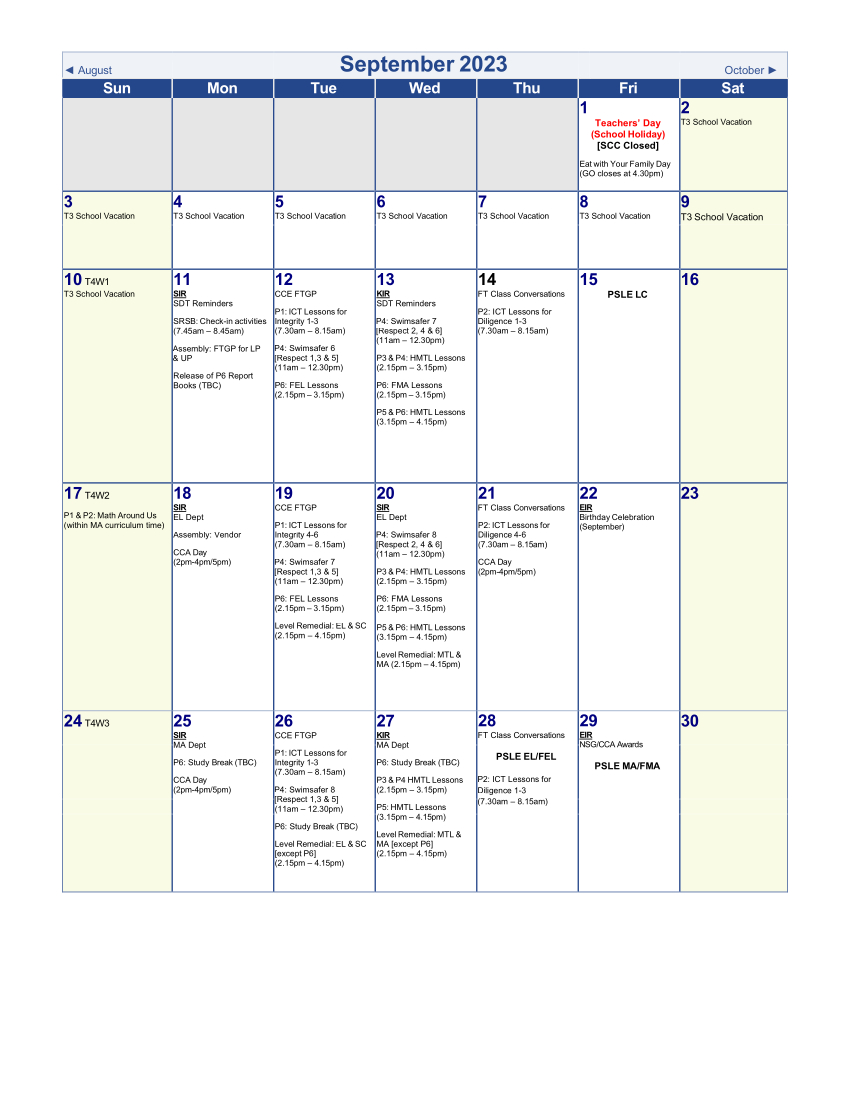 September 2023
◄ August
October ►
Sun Mon Tue Wed Thu Fri Sat
1
Teachers' Day
(School Holiday)
[SCC Closed]
Eat with Your Family Day
(GO closes at 4.30pm)
2
T3 School Vacation
3
T3 School Vacation
4
T3 School Vacation
5
T3 School Vacation
6
T3 School Vacation
7
T3 School Vacation
8
T3 School Vacation
9
T3 School Vacation
10 T4W1
T3 School Vacation
11
SIR
SDT Reminders
SRSB: Check-in activities
(7.45am – 8.45am)
Assembly: FTGP for LP
& UP
Release of P6 Report
Books (TBC)
12
CCE FTGP
P1: ICT Lessons for
Integrity 1-3
(7.30am – 8.15am)
P4: Swimsafer 6
[Respect 1,3 & 5]
(11am – 12.30pm)
P6: FEL Lessons
(2.15pm – 3.15pm)
13
KIR
SDT Reminders
P4: Swimsafer 7
[Respect 2, 4 & 6]
(11am – 12.30pm)
P3 & P4: HMTL Lessons
(2.15pm – 3.15pm)
P6: FMA Lessons
(2.15pm – 3.15pm)
P5 & P6: HMTL Lessons
(3.15pm – 4.15pm)
14
FT Class Conversations
P2: ICT Lessons for
Diligence 1-3
(7.30am – 8.15am)
15
PSLE LC
16
17 T4W2
P1 & P2: Math Around Us
(within MA curriculum time)
18
SIR
EL Dept
Assembly: Vendor
CCA Day
(2pm-4pm/5pm)
19
CCE FTGP
P1: ICT Lessons for
Integrity 4-6
(7.30am – 8.15am)
P4: Swimsafer 7
[Respect 1,3 & 5]
(11am – 12.30pm)
P6: FEL Lessons
(2.15pm – 3.15pm)
Level Remedial: EL & SC
(2.15pm – 4.15pm)
20
SIR
EL Dept
P4: Swimsafer 8
[Respect 2, 4 & 6]
(11am – 12.30pm)
P3 & P4: HMTL Lessons
(2.15pm – 3.15pm)
P6: FMA Lessons
(2.15pm – 3.15pm)
P5 & P6: HMTL Lessons
(3.15pm – 4.15pm)
Level Remedial: MTL &
MA (2.15pm – 4.15pm)
21
FT Class Conversations
P2: ICT Lessons for
Diligence 4-6
(7.30am – 8.15am)
CCA Day
(2pm-4pm/5pm)
22
EIR
Birthday Celebration
(September)
23
24 T4W3
25
SIR
MA Dept
P6: Study Break (TBC)
CCA Day
(2pm-4pm/5pm)
26
CCE FTGP
P1: ICT Lessons for
Integrity 1-3
(7.30am – 8.15am)
P4: Swimsafer 8
[Respect 1,3 & 5]
(11am – 12.30pm)
P6: Study Break (TBC)
Level Remedial: EL & SC
[except P6]
(2.15pm – 4.15pm)
27
KIR
MA Dept
P6: Study Break (TBC)
P3 & P4 HMTL Lessons
(2.15pm – 3.15pm)
P5: HMTL Lessons
(3.15pm – 4.15pm)
Level Remedial: MTL &
MA [except P6]
(2.15pm – 4.15pm)
28
FT Class Conversations
PSLE EL/FEL
P2: ICT Lessons for
Diligence 1-3
(7.30am – 8.15am)
29
EIR
NSG/CCA Awards
PSLE MA/FMA
30